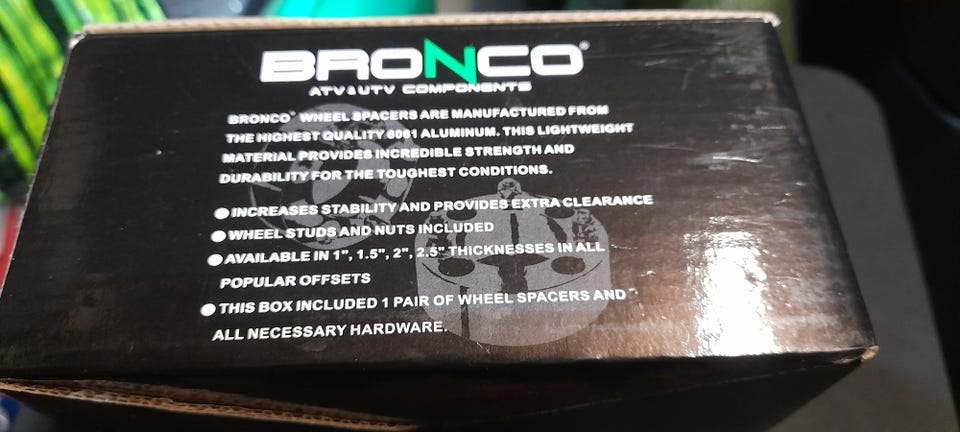 BRONCO®
ATV&UTV COMPONENTS
BRONCO® WHEEL SPACERS ARE MANUFACTURED FROM
THE HIGHEST QUALITY 6061 ALUMINUM. THIS LIGHTWEIGHT
MATERIAL PROVIDES INCREDIBLE STRENGTH AND
DURABILITY FOR THE TOUGHEST CONDITIONS.
● INCREASES STABILITY AND PROVIDES EXTRA CLEARANCE
● WHEEL STUDS AND NUTS INCLUDED
● AVAILABLE IN 1", 1.5", 2", 2.5" THICKNESSES IN ALL
POPULAR OFFSETS
● THIS BOX INCLUDED 1 PAIR OF WHEEL SPACERS AND
ALL NECESSARY HARDWARE.